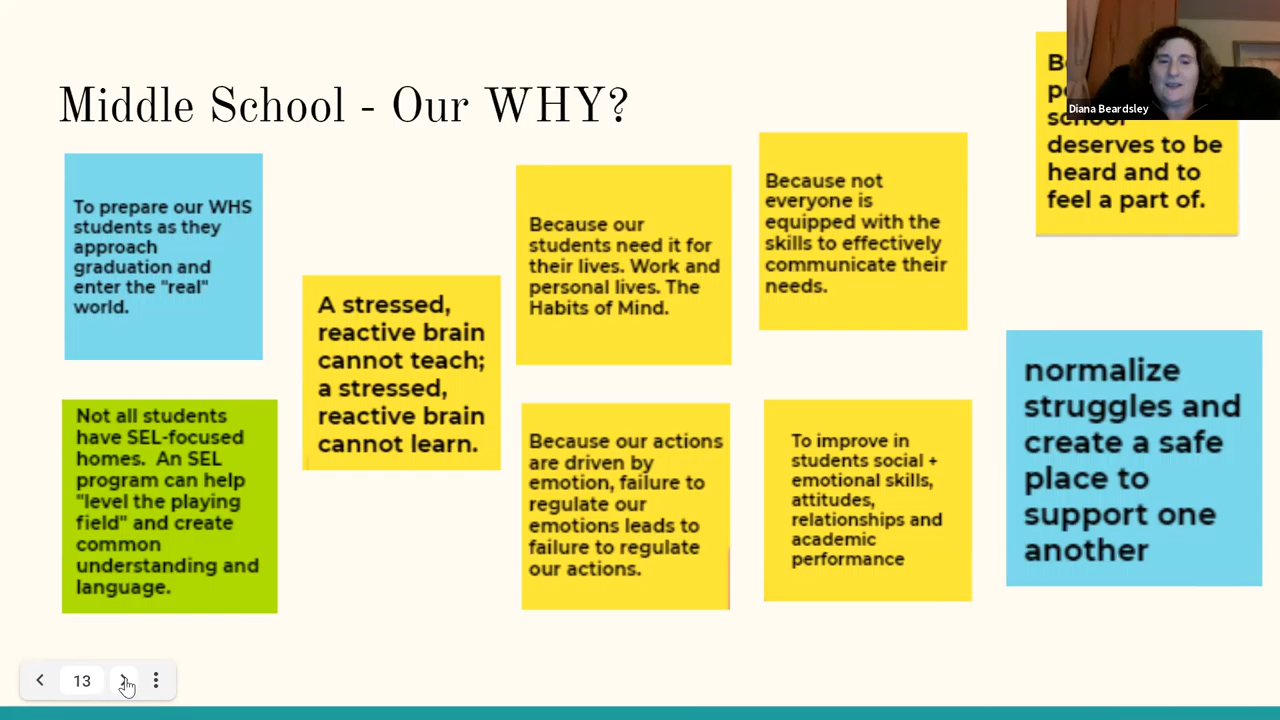 Middle School - Our WHY?
To prepare our WHS
students as they
approach
graduation and
enter the "real"
world.
Not all students
have SEL-focused
homes. An SEL
program can help
"level the playing
field" and create
common
understanding and
language.
A stressed,
reactive brain
cannot teach;
a stressed,
reactive brain
cannot learn.
Because our
students need it for
their lives. Work and
personal lives. The
Habits of Mind.
Because our actions
are driven by
emotion, failure to
regulate our
emotions leads to
failure to regulate
our actions.
Because not
everyone is
equipped with the
skills to effectively
communicate their
needs.
To improve in
students social +
emotional skills,
attitudes,
relationships and
academic
performance
school
deserves to be
heard and to
feel a part of.
normalize
struggles and
create a safe
place to
support one
another
Diana Beardsley
13